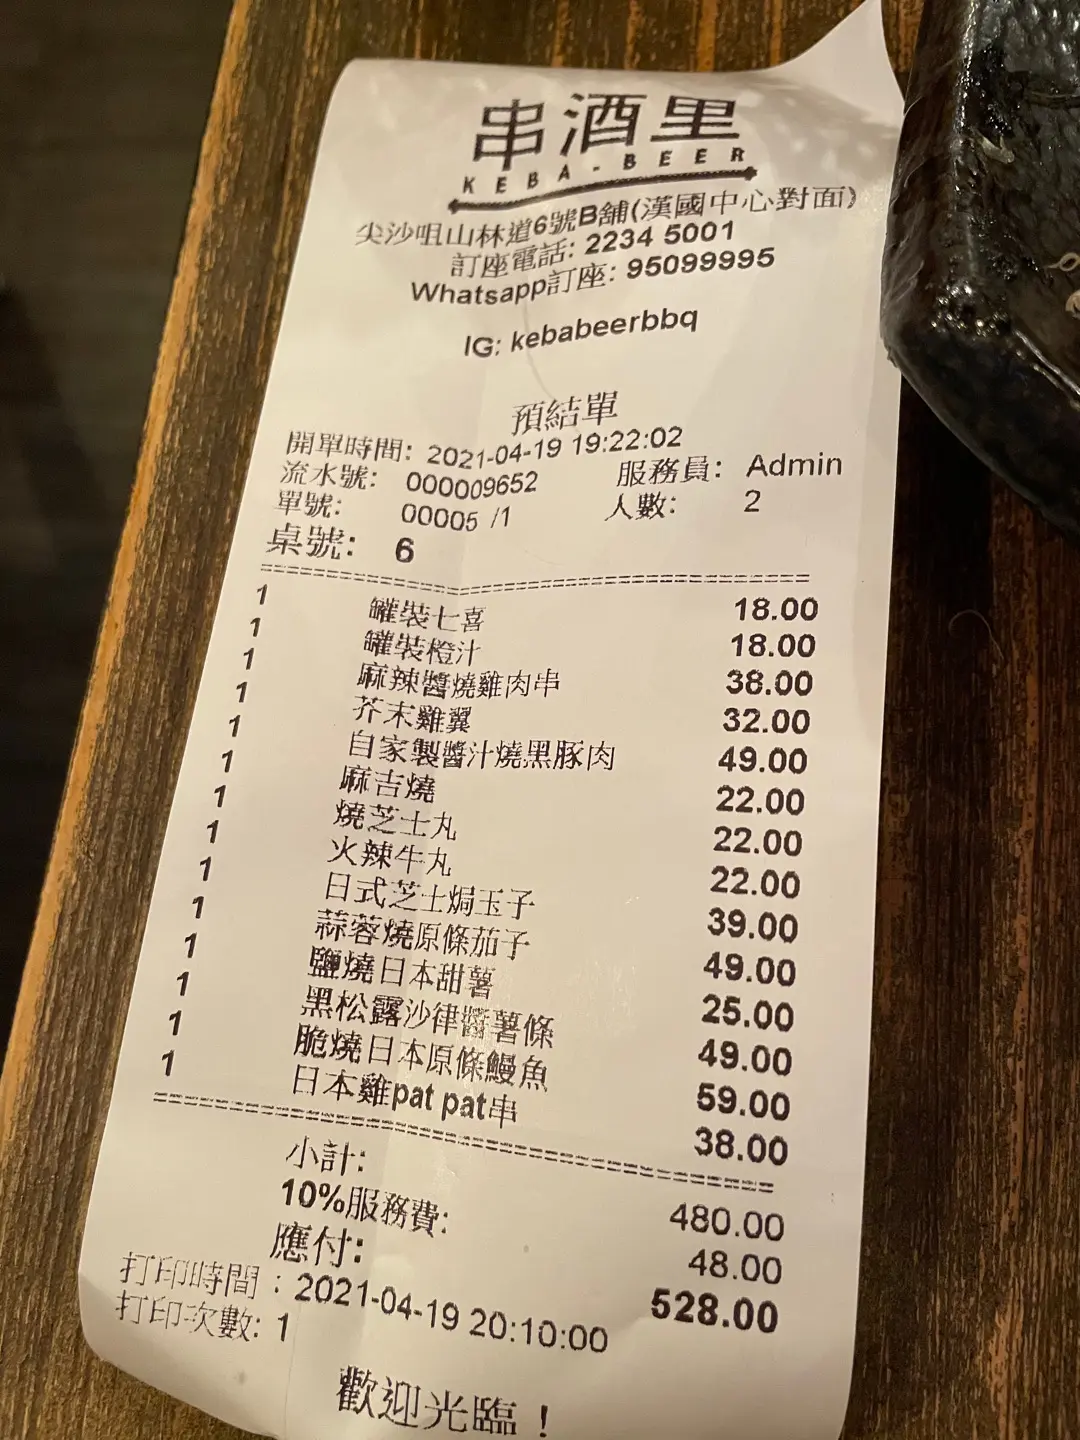 串酒里
KEBA-BEER
尖沙咀山林道6號B舖(漢國中心對面)
訂座電話: 2234 5001
Whatsapp訂座: 95099995
IG: kebabeerbbq
預結單
開單時間: 2021-04-19 19:22:02
流水號: 000009652 服務員: Admin
單號: 00005 /1 人數: 2
桌號: 6
1 罐裝七喜 18.00
1 罐裝橙汁 18.00
1 麻辣醬燒雞肉串 38.00
1 芥末雞翼 32.00
1 自家製醬汁燒黑豚肉 49.00
1 麻吉燒 22.00
1 燒芝士丸 22.00
1 火辣牛丸 22.00
1 日式芝士焗玉子 39.00
1 蒜蓉燒原條茄子 49.00
1 鹽燒日本甜薯 25.00
1 黑松露沙律醬薯條 49.00
1 脆燒日本原條鰻魚 59.00
1 日本雞pat pat串 38.00
小計: 480.00
10%服務費: 48.00
應付: 528.00
打印時間 : 2021-04-19 20:10:00
打印次數: 1
歡迎光臨！